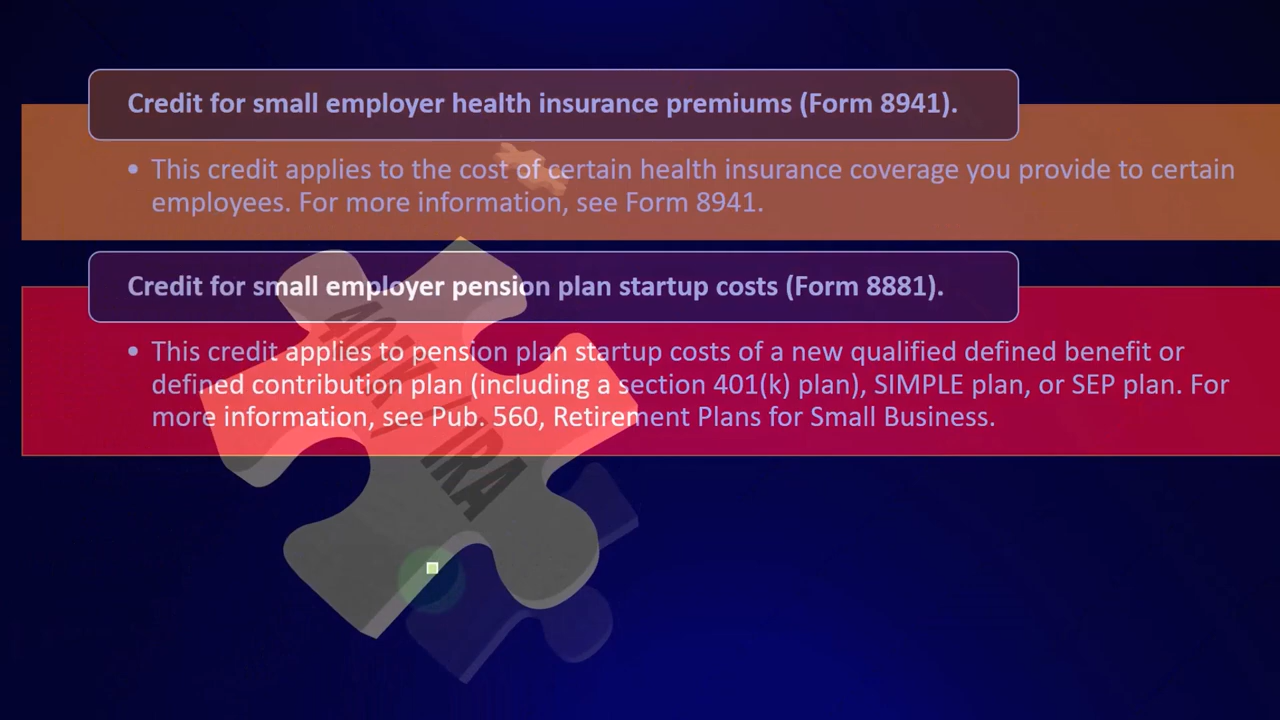 Credit for small employer health insurance premiums (Form 8941).
• This credit applies to the cost of certain health insurance coverage you provide to certain
employees. For more information, see Form 8941.
Credit for small employer pension plan startup costs (Form 8881).
• This credit applies to pension plan startup costs of a new qualified defined benefit or
defined contribution plan (including a section 401(k) plan), SIMPLE plan, or SEP plan. For
more information, see Pub. 560, Retirement Plans for Small Business.
401K / IRA